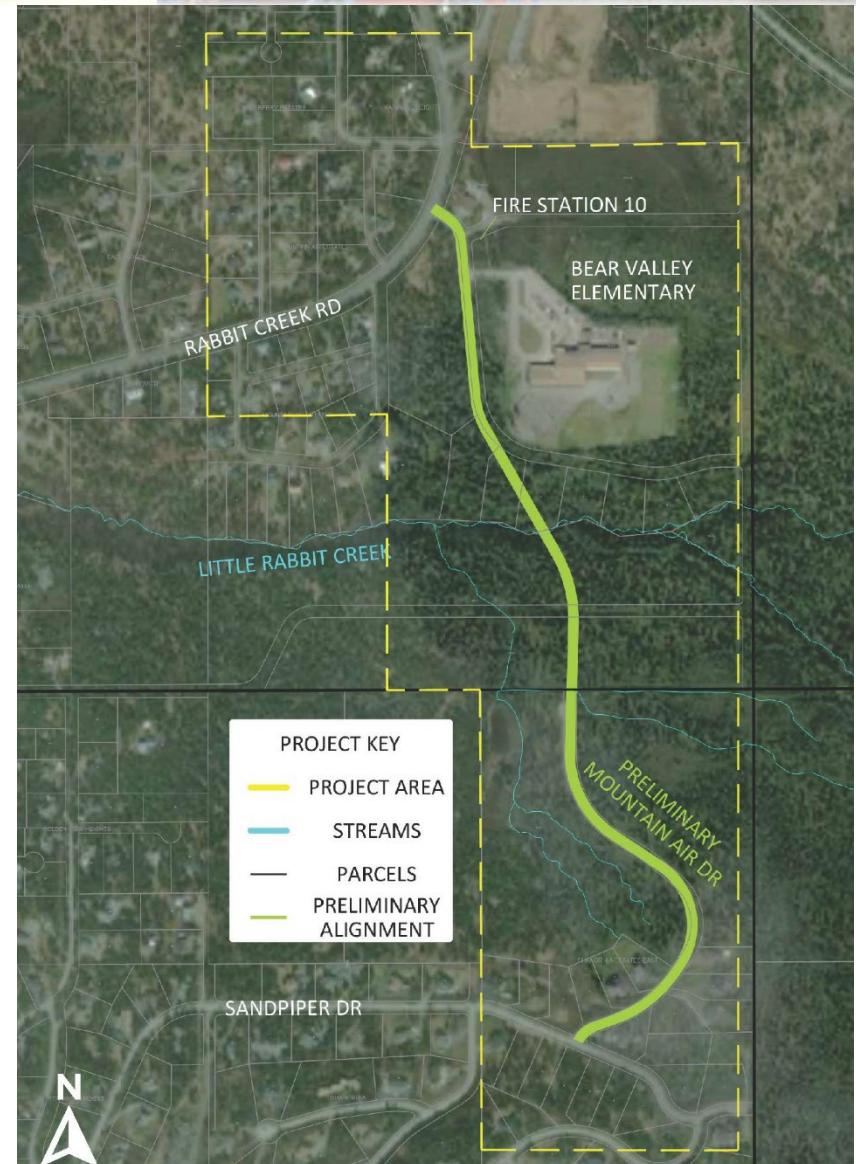 FIRE STATION 10
BEAR VALLEY
ELEMENTARY
RABBIT CREEK RD
LITTLE RABBIT CREEK
PROJECT KEY
PROJECT AREA
STREAMS
PARCELS
PRELIMINARY
ALIGNMENT
PRELIMINARY
MOUNTAIN AIR DR
SANDPIPER DR
N